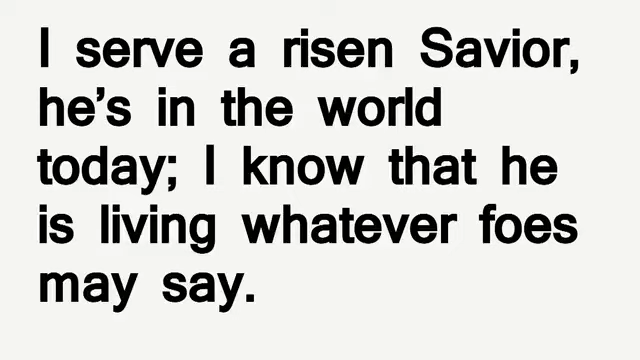 I serve a risen Savior,
he’s in the world
today; I know that he
is living whatever foes
may say.